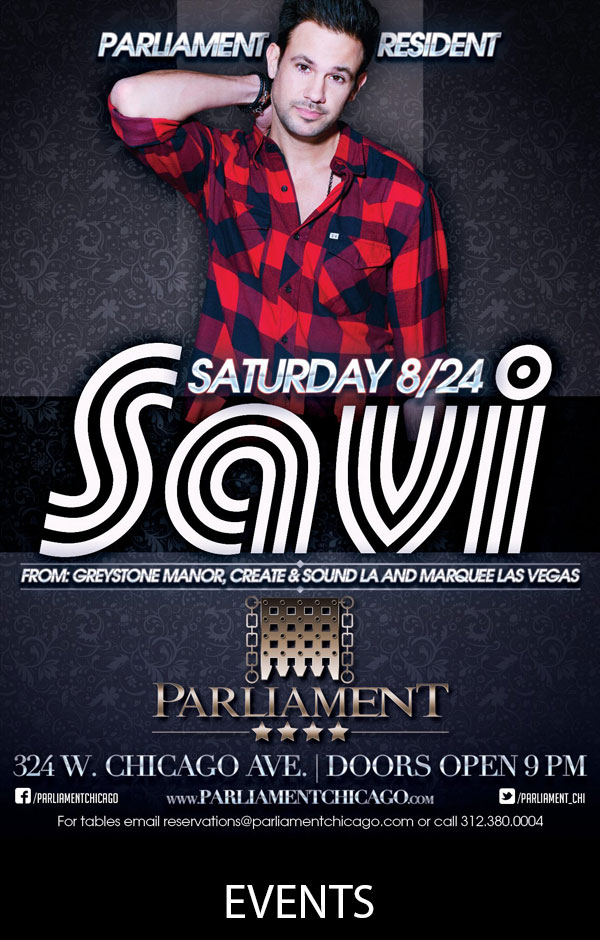 PARLIAMENT RESIDENT
SATURDAY 8/24
Savi
FROM: GREYSTONE MANOR, CREATE & SOUND LA AND MARQUEE LAS VEGAS
PARLIAMENT
324 W. CHICAGO AVE. | DOORS OPEN 9 PM
/PARLIAMENTCHICAGO www.PARLIAMENTCHICAGO.com /PARLIAMENT_CHI
For tables email reservations@parliamentchicago.com or call 312.380.0004
EVENTS